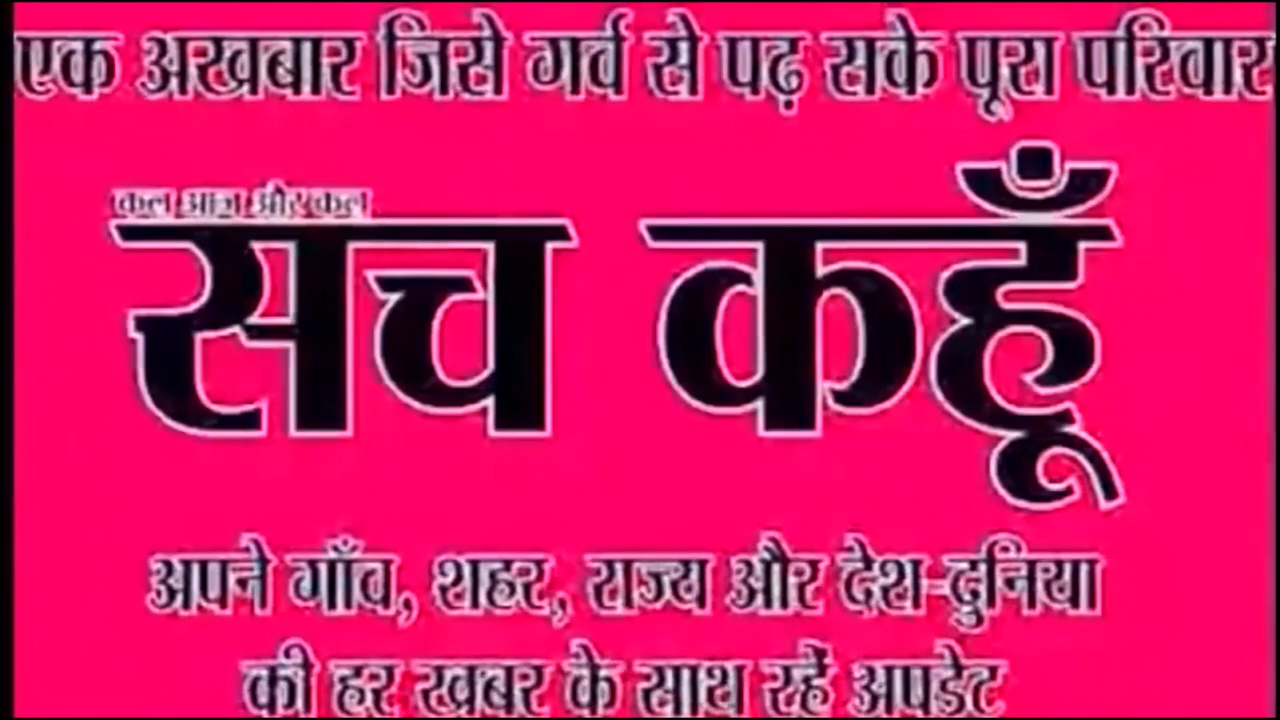 एक अखबार जिसे गर्व से पढ़ सके पूरा परिवार
कल आज और कल
सच कहूँ
अपने गाँव, शहर, राज्य और देश-दुनिया
की हर खबर के साथ रहें अपडेट